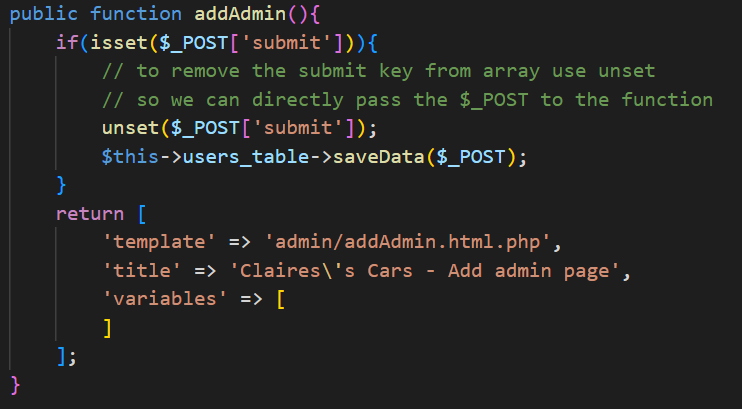 public function addAdmin(){
if(isset($_POST['submit'])){
// to remove the submit key from array use unset
// so we can directly pass the $_POST to the function
unset($_POST['submit']);
$this->users_table->saveData($_POST);
}
return [
'template' => 'admin/addAdmin.html.php',
'title' => 'Claires\'s Cars - Add admin page',
'variables' => [
]
];
}